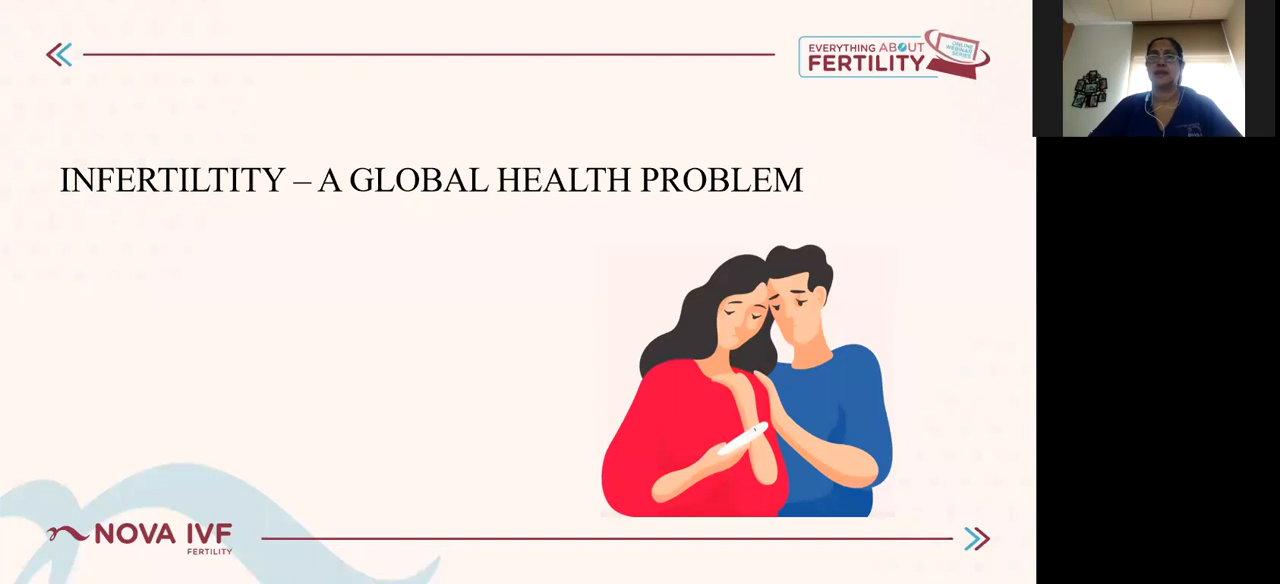 EVERYTHING ABOUT
FERTILITY
ONLINE
WEBINAR
SERIES
INFERTILTITY – A GLOBAL HEALTH PROBLEM
NOVA IVF
FERTILITY